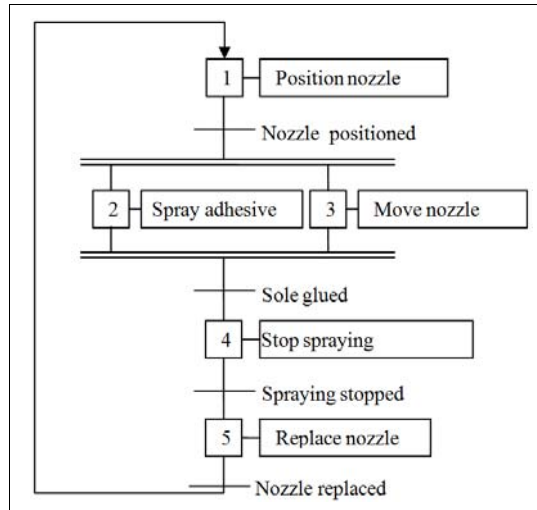 1 Position nozzle
Nozzle positioned
2 Spray adhesive 3 Move nozzle
Sole glued
4 Stop spraying
Spraying stopped
5 Replace nozzle
Nozzle replaced